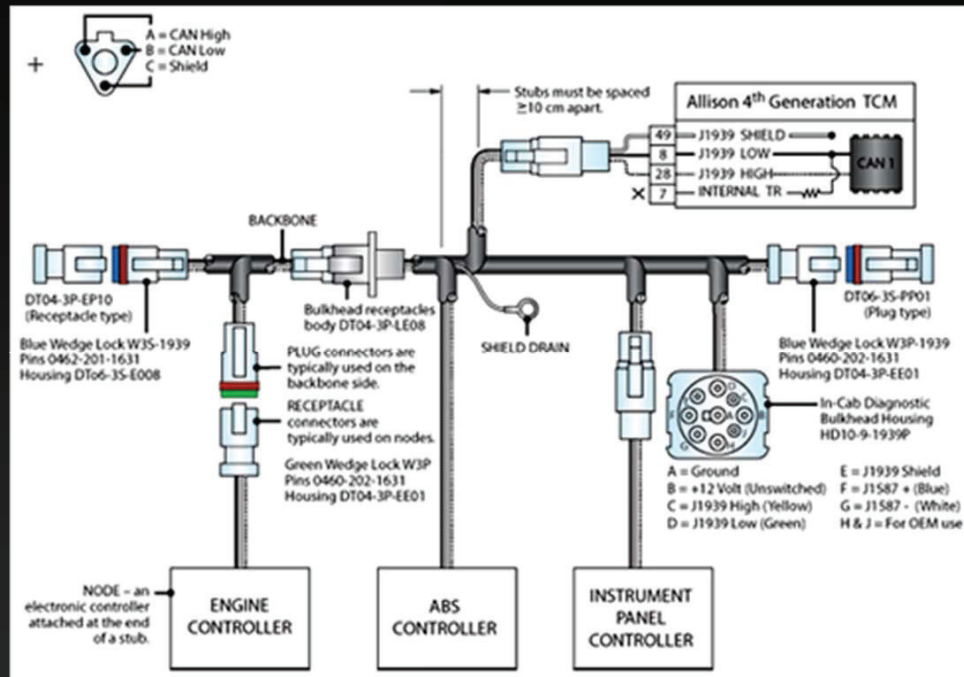 A = CAN High
B = CAN Low
C = Shield
+
Stubs must be spaced
≥10 cm apart.
Allison 4th Generation TCM
49 J1939 SHIELD
8 J1939 LOW
28 J1939 HIGH
7 INTERNAL TR
CAN 1
BACKBONE
DT04-3P-EP10
(Receptacle type)
Blue Wedge Lock W3S-1939
Pins 0462-201-1631
Housing DTo6-3S-E008
Bulkhead receptacles
body DT04-3P-LE08
SHIELD DRAIN
PLUG connectors are
typically used on the
backbone side.
RECEPTACLE
connectors are
typically used on nodes.
Green Wedge Lock W3P
Pins 0460-202-1631
Housing DT04-3P-EE01
DT06-3S-PP01
(Plug type)
Blue Wedge Lock W3P-1939
Pins 0460-202-1631
Housing DT04-3P-EE01
In-Cab Diagnostic
Bulkhead Housing
HD10-9-1939P
D
C
F
A
B
G
J
H
A = Ground
B = +12 Volt (Unswitched)
C = J1939 High (Yellow)
D = J1939 Low (Green)
E = J1939 Shield
F = J1587 + (Blue)
G = J1587 - (White)
H & J = For OEM use
NODE – an
electronic controller
attached at the end
of a stub.
ENGINE
CONTROLLER
ABS
CONTROLLER
INSTRUMENT
PANEL
CONTROLLER